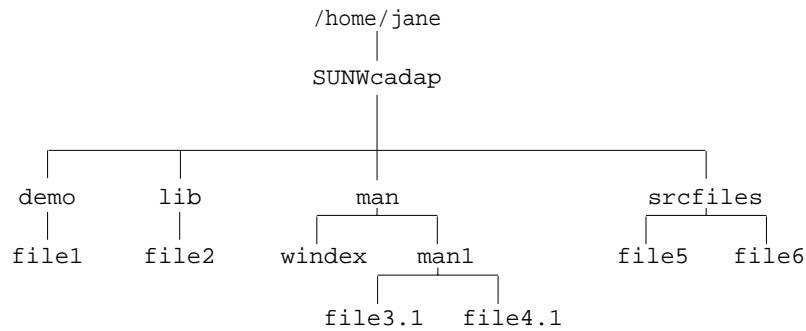 /home/jane
SUNWcadap
demo lib man srcfiles
file1 file2 windex man1 file5 file6
file3.1 file4.1